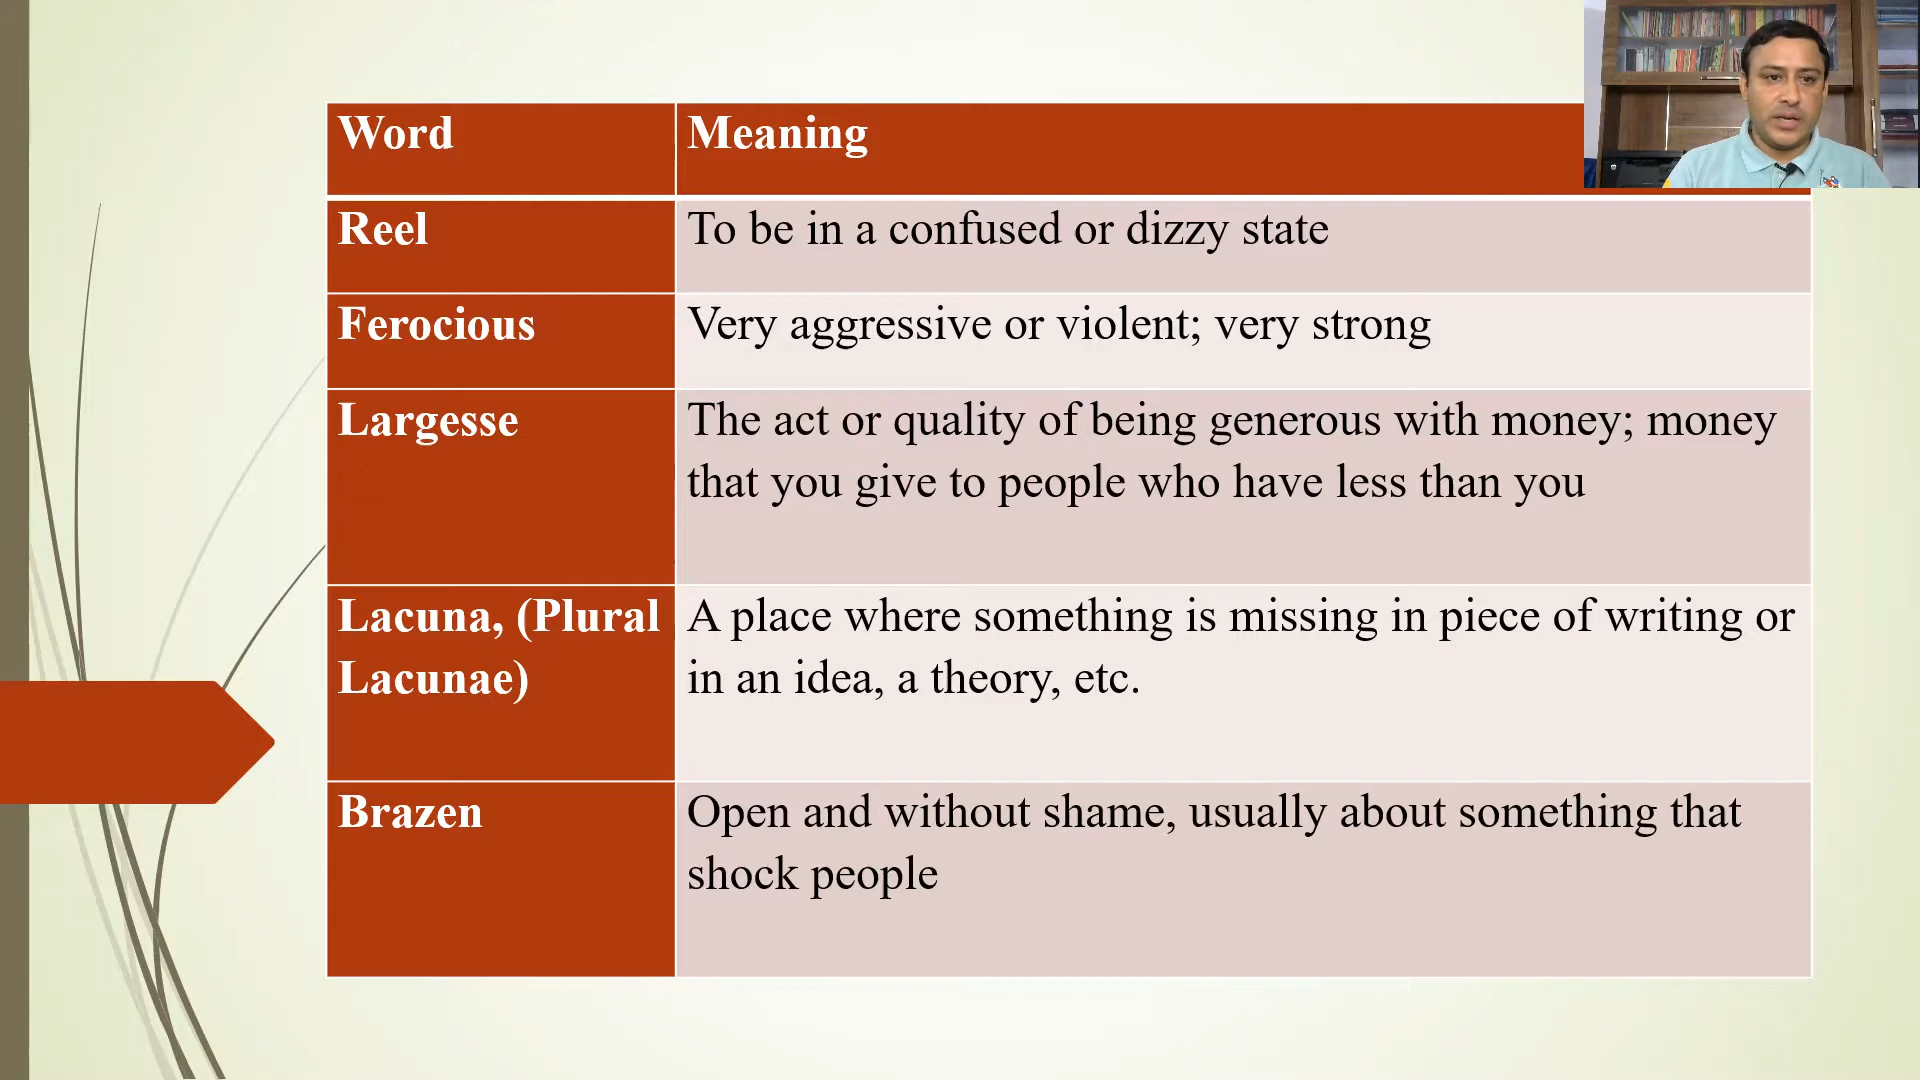 Word
Meaning
Reel
To be in a confused or dizzy state
Ferocious
Very aggressive or violent; very strong
Largesse
The act or quality of being generous with money; money
that you give to people who have less than you
Lacuna, (Plural
Lacunae)
A place where something is missing in piece of writing or
in an idea, a theory, etc.
Brazen
Open and without shame, usually about something that
shock people